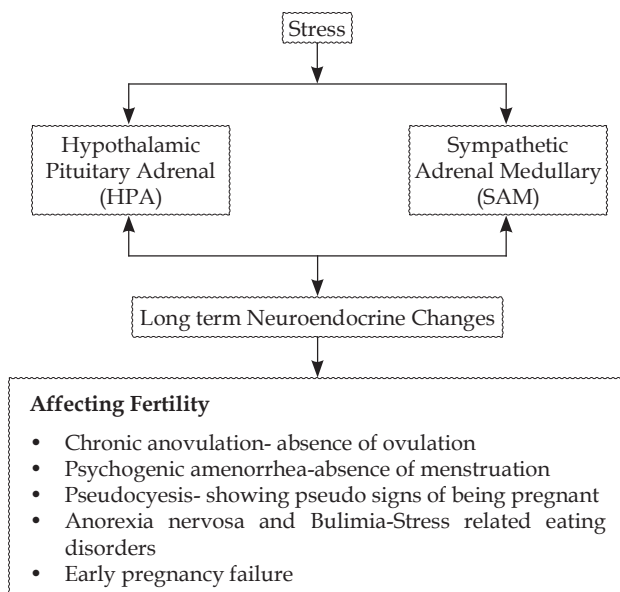 Stress
Hypothalamic
Pituitary Adrenal
(HPA)
Sympathetic
Adrenal Medullary
(SAM)
Long term Neuroendocrine Changes
Affecting Fertility
• Chronic anovulation- absence of ovulation
• Psychogenic amenorrhea-absence of menstruation
• Pseudocyesis- showing pseudo signs of being pregnant
• Anorexia nervosa and Bulimia-Stress related eating
disorders
• Early pregnancy failure